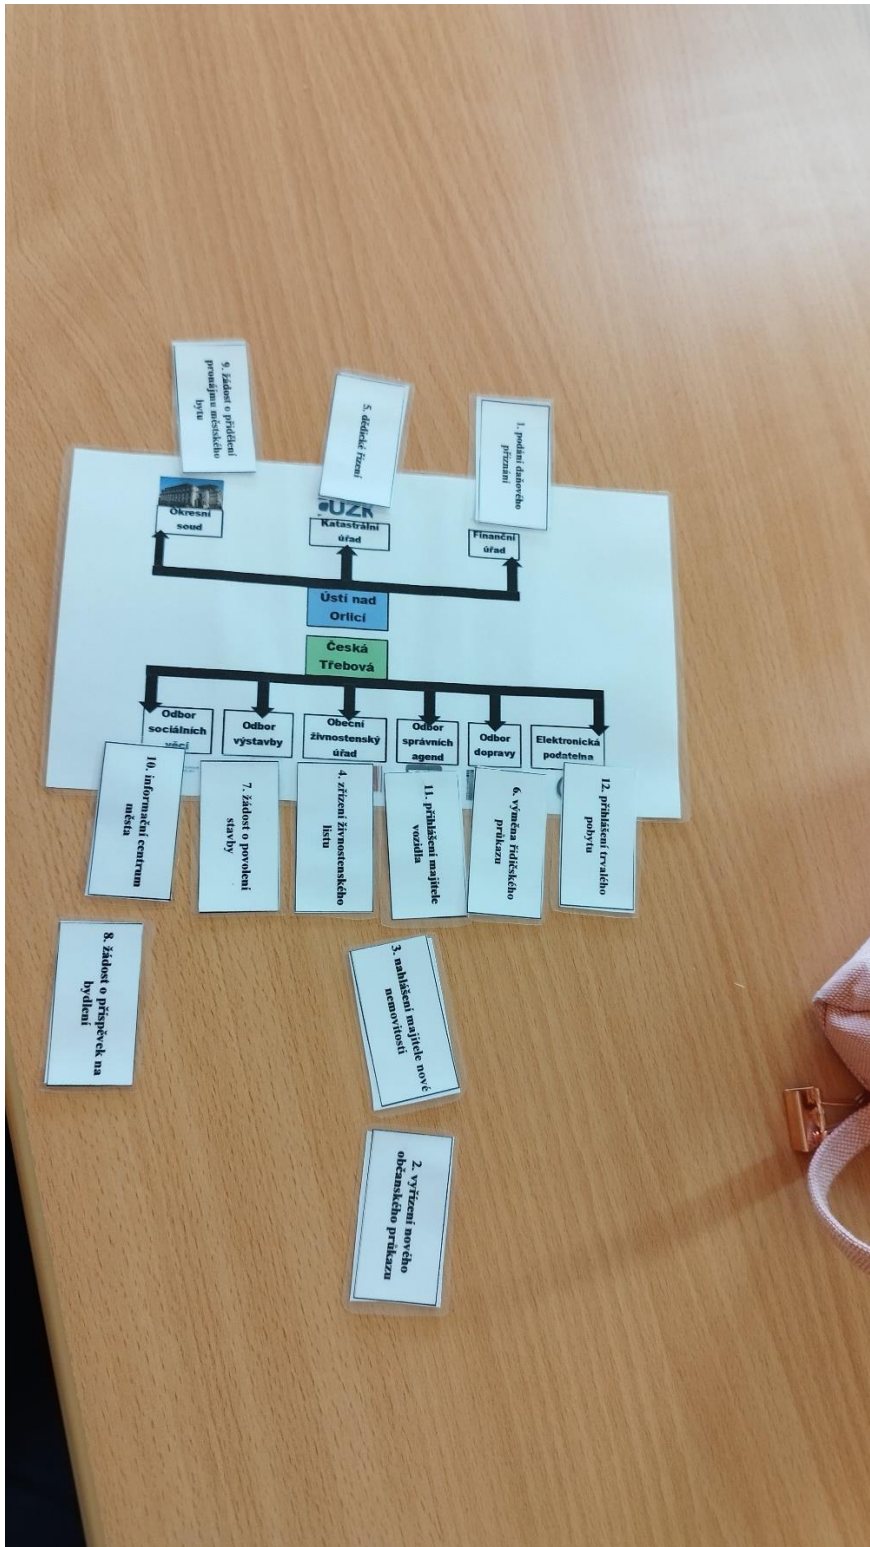 9. žádost o přidělení
pronájmu městského
bytu
5. dědické řízení
1. podání daňového
přiznání
Okresní
soud
ČÚZK
Katastrální
úřad
Finanční
úřad
Ústí nad
Orlicí
Česká
Třebová
Odbor
sociálních
věcí
Odbor
výstavby
Obecní
živnostenský
úřad
Odbor
správních
agend
Odbor
dopravy
Elektronická
podatelna
10. informační centrum
města
7. žádost o povolení
stavby
4. zřízení živnostenského
listu
11. přihlášení majitele
vozidla
6. výměna řidičského
průkazu
12. přihlášení trvalého
pobytu
8. žádost o příspěvek na
bydlení
3. nahlášení majitele nové
nemovitosti
2. vyřízení nového
občanského průkazu